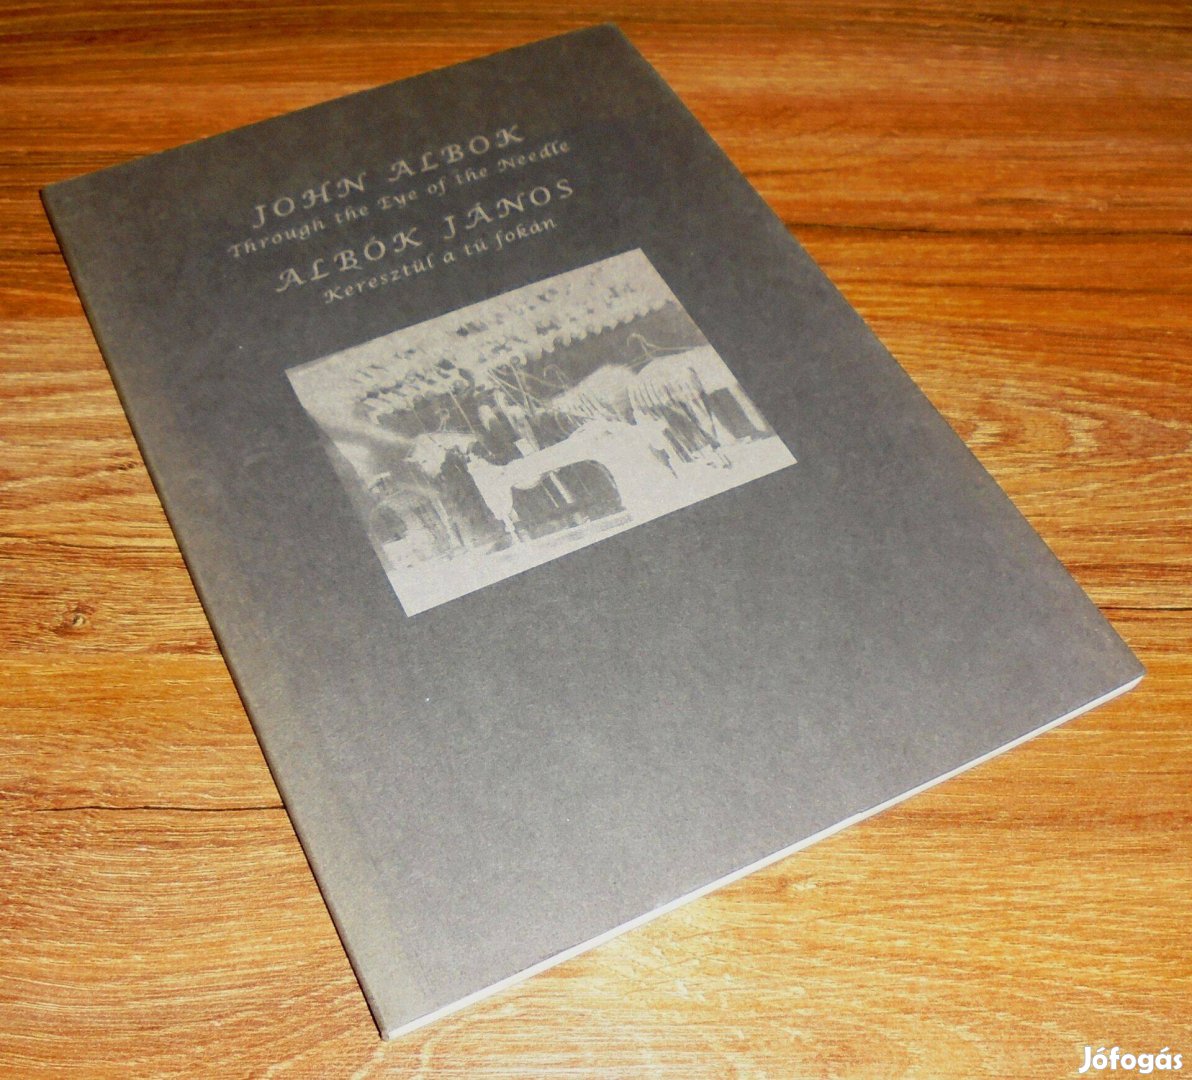 JOHN ALBOK
Through the Eye of the Needle
ALBÓK JÁNOS
Keresztül a tű fokán
Jófogás